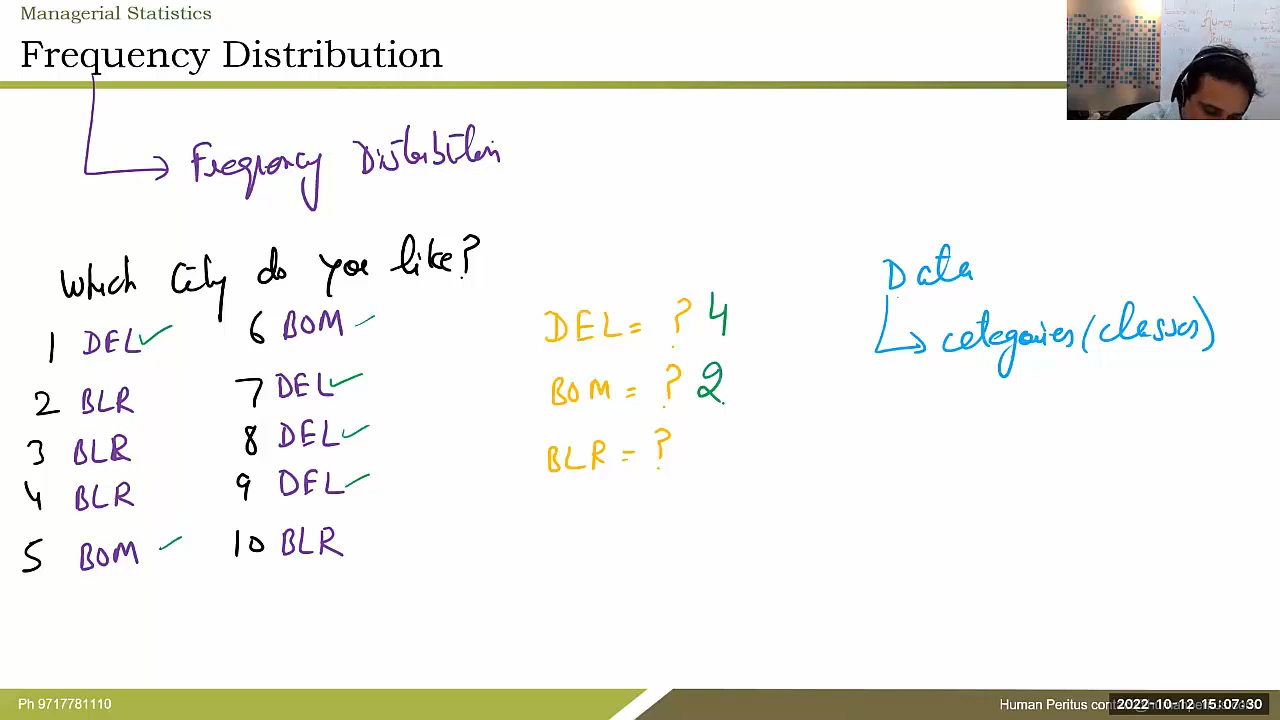 Managerial Statistics
Frequency Distribution
Frequency Distribution
Which City do you like?
1 DEL ✓
2 BLR
3 BLR
4 BLR
5 BOM ✓
6 BOM ✓
7 DEL ✓
8 DEL ✓
9 DEL ✓
10 BLR
DEL = ? 4
BOM = ? 2
BLR = ?
Data
categories (classes)
Ph 9717781110
Human Peritus
2022-10-12 15:07:30